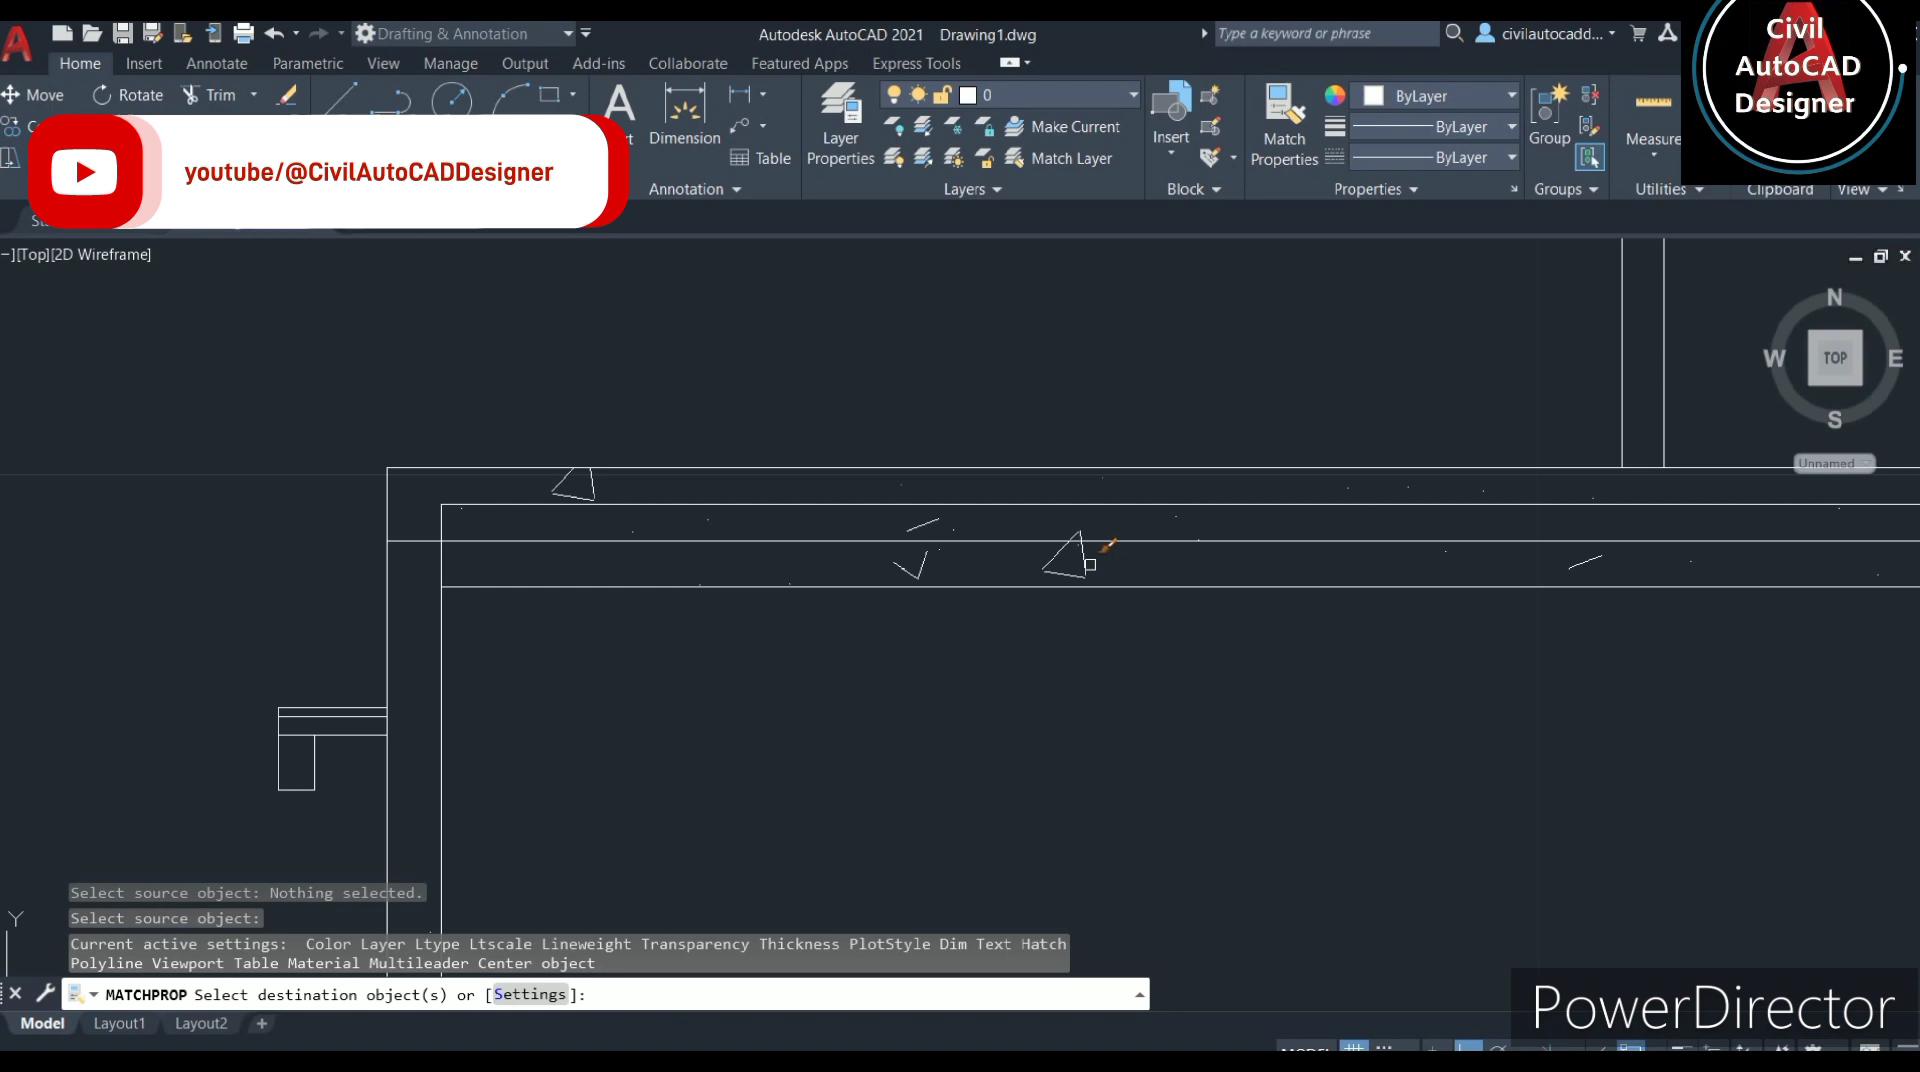 Drafting & Annotation
Autodesk AutoCAD 2021 Drawing1.dwg
Type a keyword or phrase
civilautocadd...
Civil
AutoCAD
Designer
Home Insert Annotate Parametric View Manage Output Add-ins Collaborate Featured Apps Express Tools
Move Rotate Trim
0
ByLayer
Make Current
ByLayer
Dimension
Layer
Properties
Insert
Match
Properties
Group
Measure
Table
Match Layer
ByLayer
Annotation Layers Block Properties Groups Utilities Clipboard View
youtube/@CivilAutoCADDesigner
−][Top][2D Wireframe]
N
W TOP E
S
Unnamed
Select source object: Nothing selected.
Select source object:
Current active settings: Color Layer Ltype Ltscale Lineweight Transparency Thickness PlotStyle Dim Text Hatch
Polyline Viewport Table Material Multileader Center object
Y
MATCHPROP Select destination object(s) or [Settings]:
Model Layout1 Layout2 +
PowerDirector